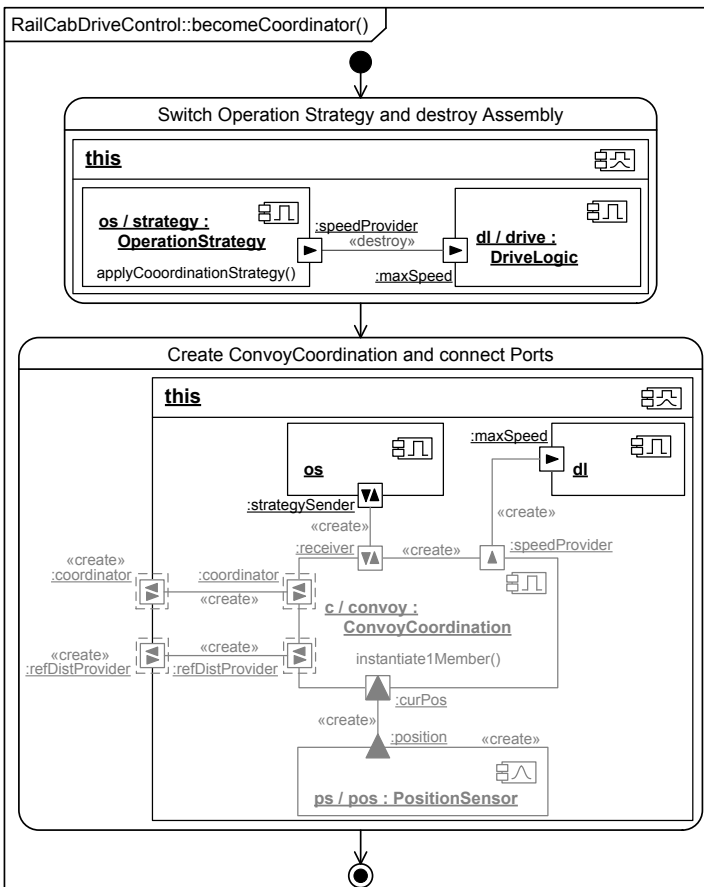 RailCabDriveControl::becomeCoordinator()
Switch Operation Strategy and destroy Assembly
this
os / strategy :
OperationStrategy
applyCooordinationStrategy()
:speedProvider
«destroy»
:maxSpeed
dl / drive :
DriveLogic
Create ConvoyCoordination and connect Ports
this
os
:maxSpeed
dl
:strategySender
«create»
«create»
:receiver
«create»
:speedProvider
«create»
:coordinator
:coordinator
«create»
c / convoy :
ConvoyCoordination
«create»
:refDistProvider
«create»
:refDistProvider
instantiate1Member()
:curPos
«create»
:position
«create»
ps / pos : PositionSensor